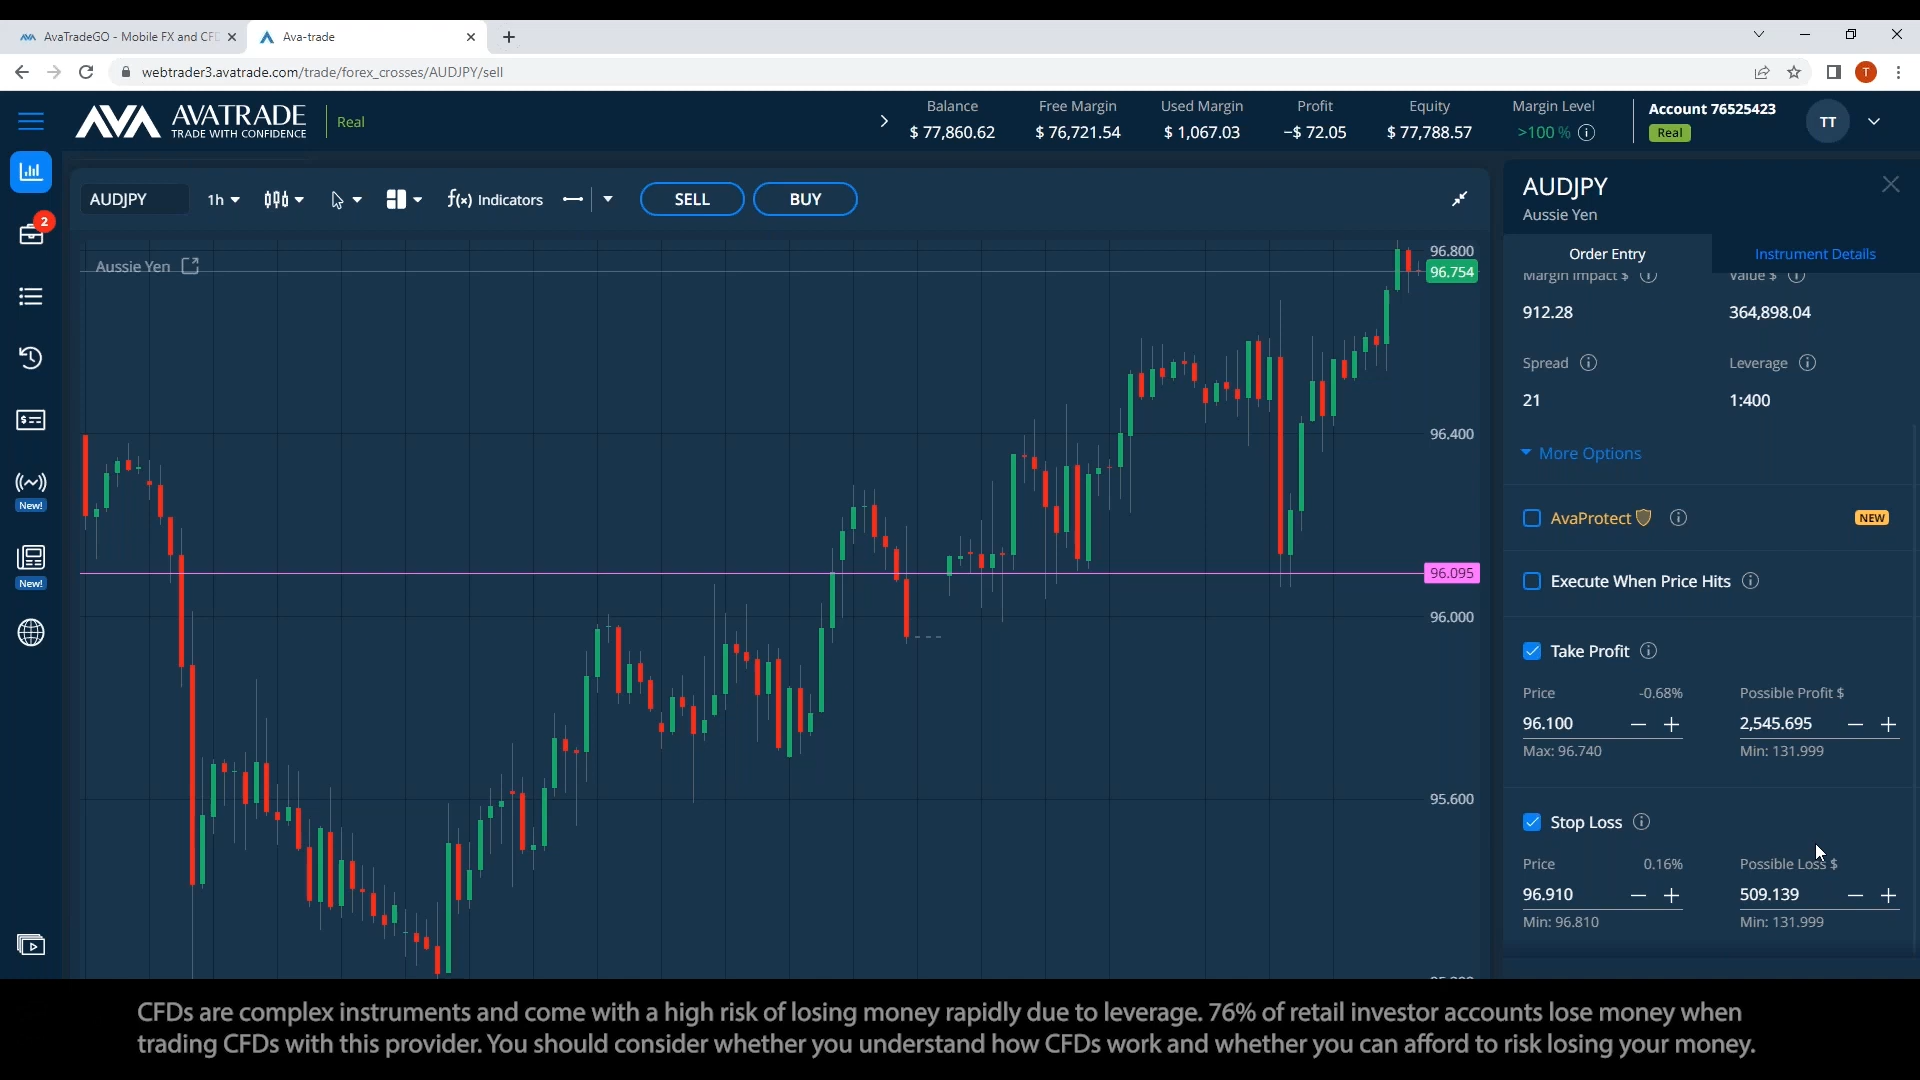 AvaTradeGO - Mobile FX and CFD
Ava-trade
webtrader3.avatrade.com/trade/forex_crosses/AUDJPY/sell
T
AVA
AVATRADE
TRADE WITH CONFIDENCE
Real
Balance
$ 77,860.62
Free Margin
$ 76,721.54
Used Margin
$ 1,067.03
Profit
-$ 72.05
Equity
$ 77,788.57
Margin Level
>100 %
Account 76525423
Real
TT
2
New!
New!
AUDJPY
1h
f(x) Indicators
SELL
BUY
Aussie Yen
96.800
96.754
96.400
96.095
96.000
95.600
AUDJPY
Aussie Yen
Order Entry
Instrument Details
Margin Impact $
Value $
912.28
364,898.04
Spread
Leverage
21
1:400
More Options
AvaProtect
NEW
Execute When Price Hits
Take Profit
Price
-0.68%
Possible Profit $
96.100
2,545.695
Max: 96.740
Min: 131.999
Stop Loss
Price
0.16%
Possible Loss $
96.910
509.139
Min: 96.810
Min: 131.999
CFDs are complex instruments and come with a high risk of losing money rapidly due to leverage. 76% of retail investor accounts lose money when
trading CFDs with this provider. You should consider whether you understand how CFDs work and whether you can afford to risk losing your money.